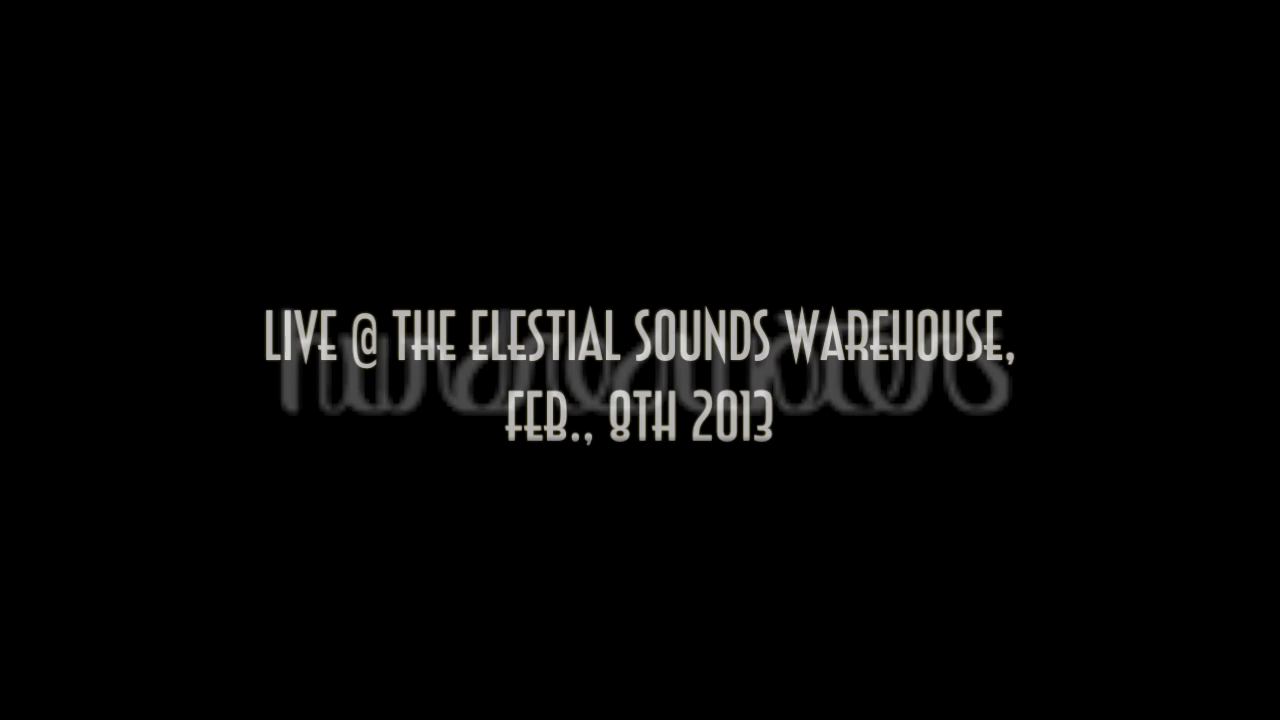 LIVE @ THE ELESTIAL SOUNDS WAREHOUSE,
FEB., 8TH 2013